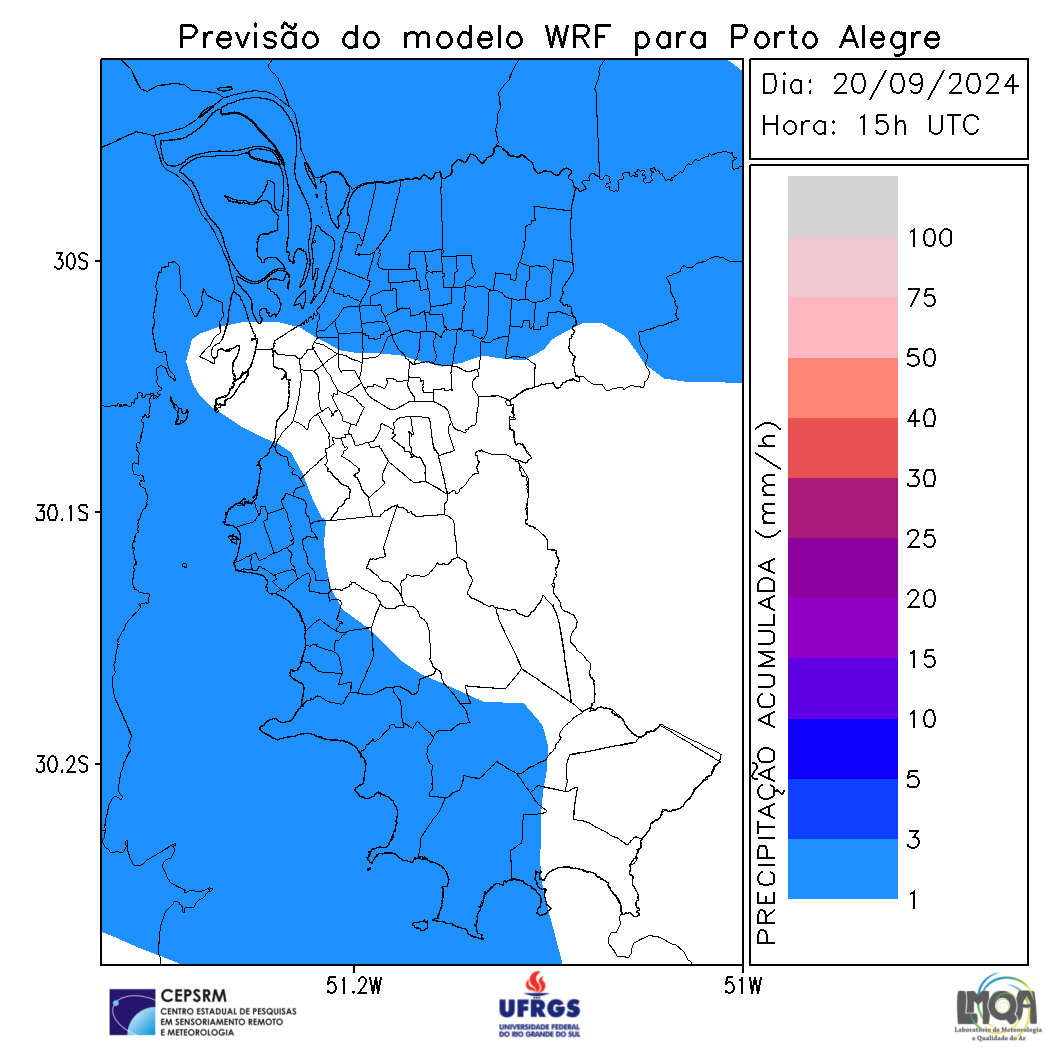 Previsão do modelo WRF para Porto Alegre
Dia: 20/09/2024
Hora: 15h UTC
30S
30.1S
30.2S
51.2W
51W
PRECIPITAÇÃO ACUMULADA (mm/h)
100
75
50
40
30
25
20
15
10
5
3
1
CEPSRM
CENTRO ESTADUAL DE PESQUISAS
EM SENSORIAMENTO REMOTO
E METEOROLOGIA
UFRGS
UNIVERSIDADE FEDERAL
DO RIO GRANDE DO SUL
LMQA
Laboratório de Meteorologia
e Qualidade do Ar